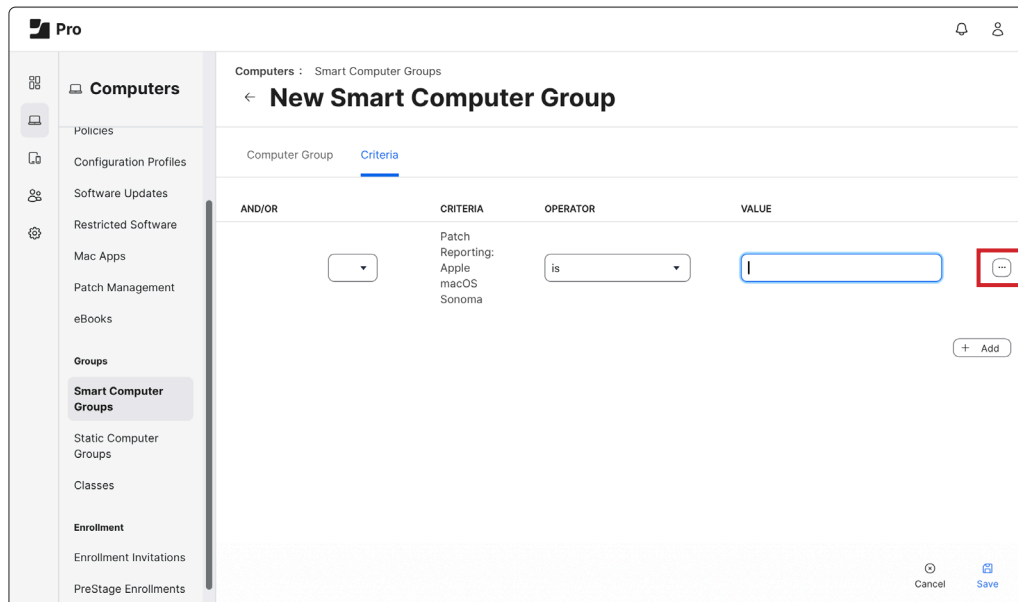 Pro
Computers
Policies
Configuration Profiles
Software Updates
Restricted Software
Mac Apps
Patch Management
eBooks
Groups
Smart Computer
Groups
Static Computer
Groups
Classes
Enrollment
Enrollment Invitations
PreStage Enrollments
Computers : Smart Computer Groups
← New Smart Computer Group
Computer Group Criteria
AND/OR CRITERIA OPERATOR VALUE
Patch
Reporting:
Apple
macOS
Sonoma
is
...
+ Add
Cancel Save